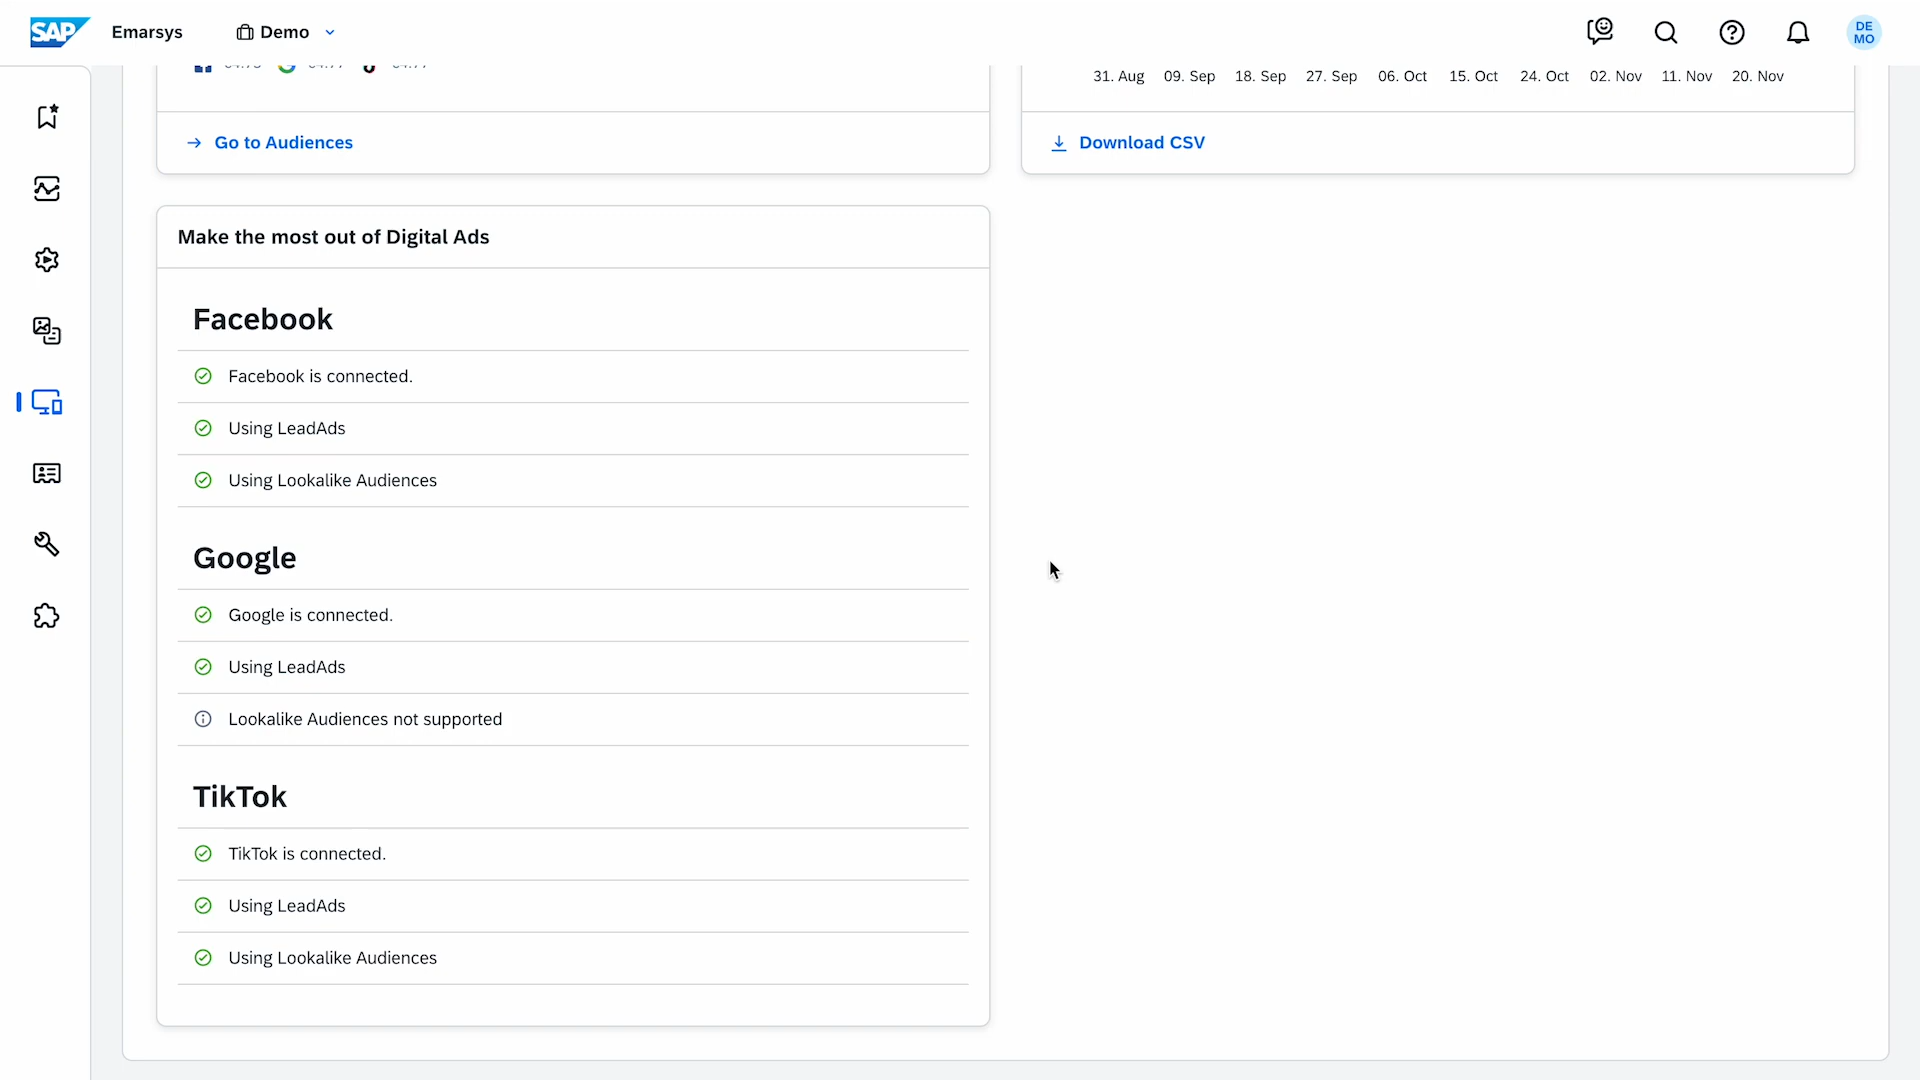 SAP Emarsys Demo DE
MO
31. Aug 09. Sep 18. Sep 27. Sep 06. Oct 15. Oct 24. Oct 02. Nov 11. Nov 20. Nov
Go to Audiences
Download CSV
Make the most out of Digital Ads
Facebook
Facebook is connected.
Using LeadAds
Using Lookalike Audiences
Google
Google is connected.
Using LeadAds
Lookalike Audiences not supported
TikTok
TikTok is connected.
Using LeadAds
Using Lookalike Audiences